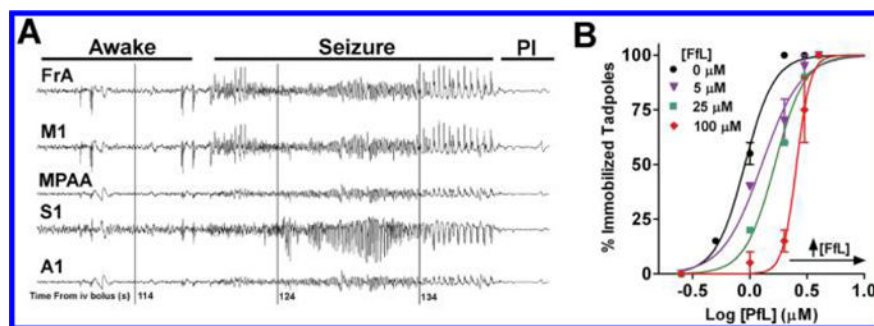 A
Awake Seizure PI
FrA
M1
MPAA
S1
A1
Time From iv bolus (s) 114 124 134
B
[FfL]
0 µM
5 µM
25 µM
100 µM
% Immobilized Tadpoles
100
75
50
25
0
[FfL]
-0.5 0.0 0.5 1.0
Log [PfL] (µM)